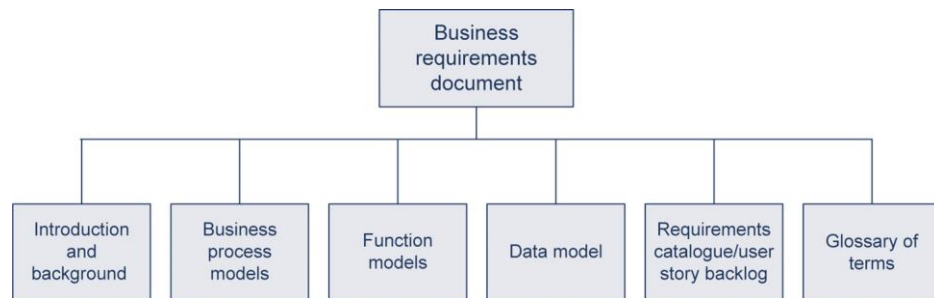 Business
requirements
document
Introduction
and
background
Business
process
models
Function
models
Data model
Requirements
catalogue/user
story backlog
Glossary of
terms